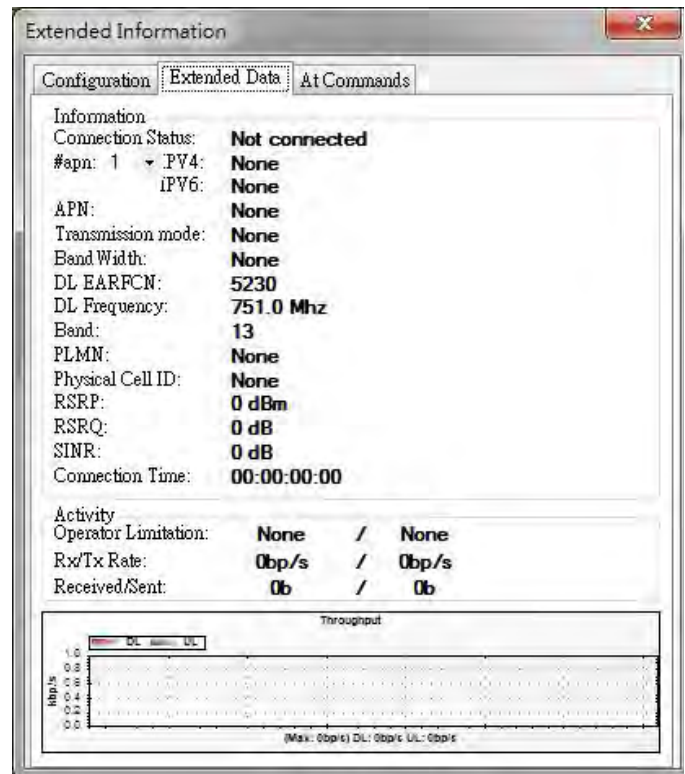 Extended Information
Configuration Extended Data At Commands
Information
Connection Status: Not connected
#apn: 1 IPV4: None
iPV6: None
APN: None
Transmission mode: None
Band Width: None
DL EARFCN: 5230
DL Frequency: 751.0 Mhz
Band: 13
PLMN: None
Physical Cell ID: None
RSRP: 0 dBm
RSRQ: 0 dB
SINR: 0 dB
Connection Time: 00:00:00:00
Activity
Operator Limitation: None / None
Rx/Tx Rate: 0bp/s / 0bp/s
Received/Sent: 0b / 0b
Throughput
DL UL
1.0
0.8
0.6
0.4
0.2
0.0
kbp/s
(Max: 0bp/s) DL: 0bp/s UL: 0bp/s